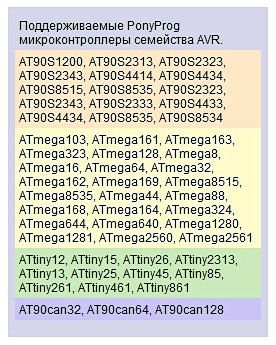 Поддерживаемые PonyProg
микроконтроллеры семейства AVR.
AT90S1200, AT90S2313, AT90S2323,
AT90S2343, AT90S4414, AT90S4434,
AT90S8515, AT90S8535, AT90S2323,
AT90S2343, AT90S2333, AT90S4433,
AT90S4434, AT90S8535, AT90S8534
ATmega103, ATmega161, ATmega163,
ATmega323, ATmega128, ATmega8,
ATmega16, ATmega64, ATmega32,
ATmega162, ATmega169, ATmega8515,
ATmega8535, ATmega44, ATmega88,
ATmega168, ATmega164, ATmega324,
ATmega644, ATmega640, ATmega1280,
ATmega1281, ATmega2560, ATmega2561
ATtiny12, ATtiny15, ATtiny26, ATtiny2313,
ATtiny13, ATtiny25, ATtiny45, ATtiny85,
ATtiny261, ATtiny461, ATtiny861
AT90can32, AT90can64, AT90can128